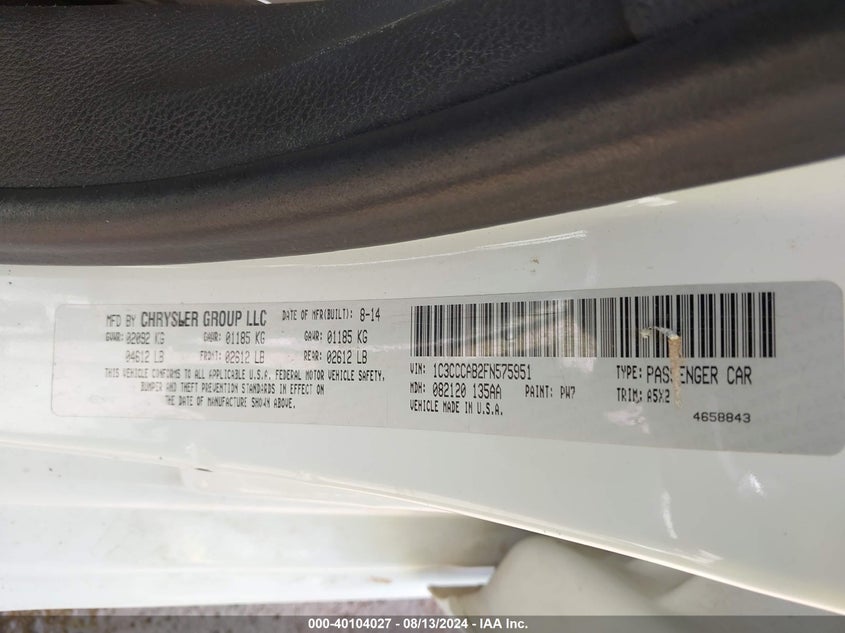 MFD BY CHRYSLER GROUP LLC DATE OF MFR(BUILT): 8-14
GVWR: 02092 KG GAWR: 01185 KG GAWR: 01185 KG
04612 LB FRONT: 02612 LB REAR: 02612 LB
THIS VEHICLE CONFORMS TO ALL APPLICABLE U.S.A. FEDERAL MOTOR VEHICLE SAFETY,
BUMPER AND THEFT PREVENTION STANDARDS IN EFFECT ON
THE DATE OF MANUFACTURE SHOWN ABOVE.
VIN: 1C3CCCAB2FN575951 TYPE: PASSENGER CAR
MDH: 082120 135AA PAINT: PW7 TRIM: A5X2
VEHICLE MADE IN U.S.A.
4658843
000-40104027 - 08/13/2024 - IAA Inc.